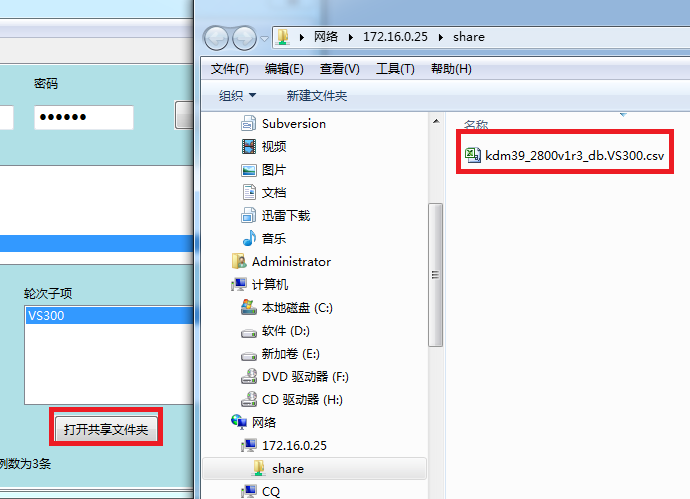 密码
●●●●●●
轮次子项
VS300
打开共享文件夹
例数为3条
网络 ▸ 172.16.0.25 ▸ share
文件(F) 编辑(E) 查看(V) 工具(T) 帮助(H)
组织 新建文件夹
Subversion
视频
图片
文档
迅雷下载
音乐
Administrator
计算机
本地磁盘 (C:)
软件 (D:)
新加卷 (E:)
DVD 驱动器 (F:)
CD 驱动器 (H:)
网络
172.16.0.25
share
CQ
名称
kdm39_2800v1r3_db.VS300.csv